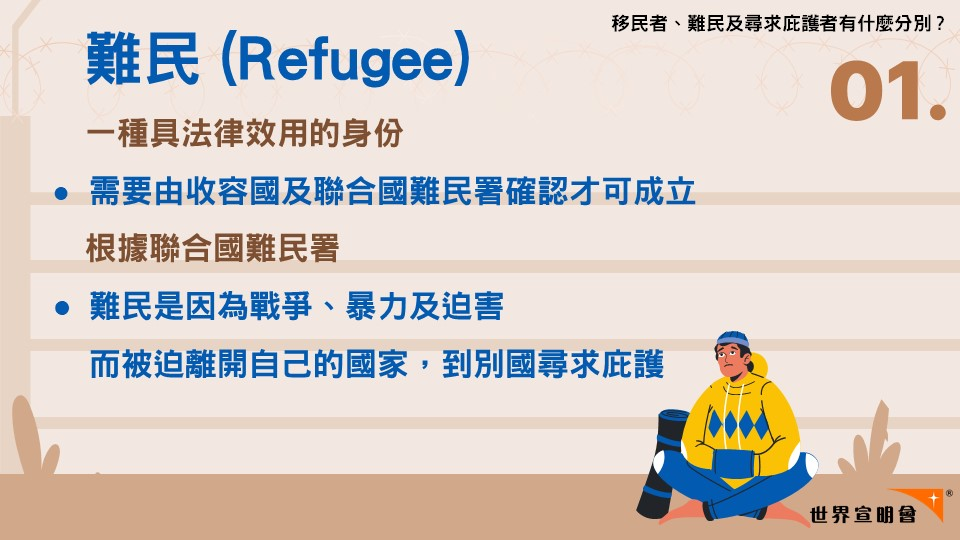 移民者、難民及尋求庇護者有什麼分別？
難民 (Refugee)
01.
一種具法律效用的身份
● 需要由收容國及聯合國難民署確認才可成立
根據聯合國難民署
● 難民是因為戰爭、暴力及迫害
而被迫離開自己的國家，到別國尋求庇護
世界宣明會®